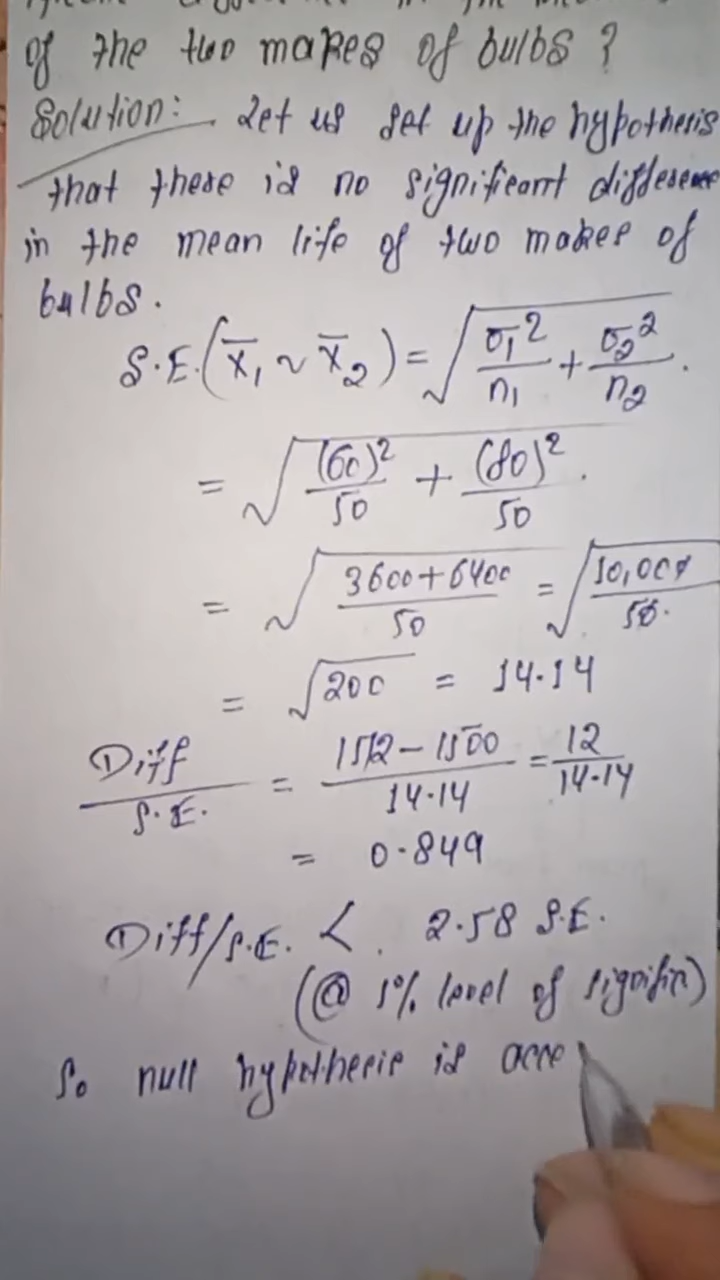 of the two makes of bulbs ?
Solution: Let us set up the hypothesis
that there is no significant difference
in the mean life of two makes of
bulbs.
S.E.(x̄₁ ~ x̄₂) = √(σ₁²/n₁ + σ₂²/n₂).
= √((60)²/50 + (80)²/50).
= √((3600+6400)/50) = √(10,000/50).
= √200 = 14.14
Diff/S.E. = (1512 – 1500)/14.14 = 12/14.14
= 0.849
Diff/S.E. < 2.58 S.E.
(@ 1% level of signific)
So null hypothesis is acce